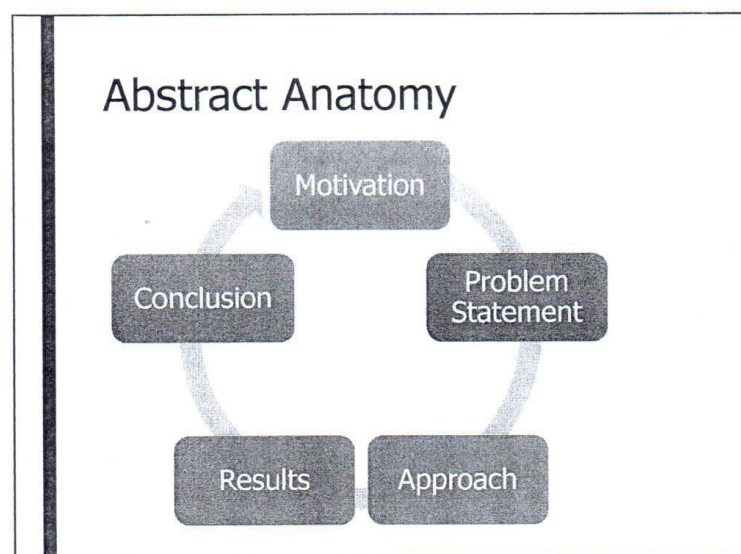 Abstract Anatomy
Motivation
Problem
Statement
Approach
Results
Conclusion